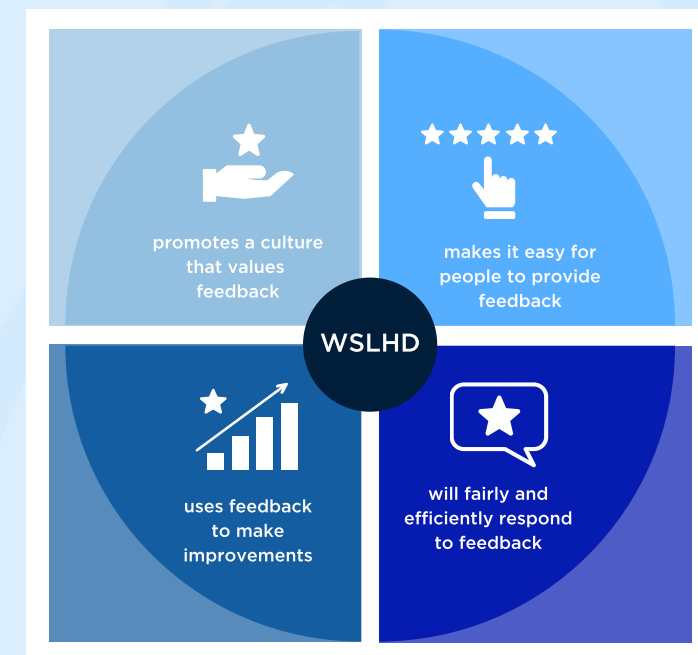 promotes a culture
that values
feedback
makes it easy for
people to provide
feedback
WSLHD
uses feedback
to make
improvements
will fairly and
efficiently respond
to feedback